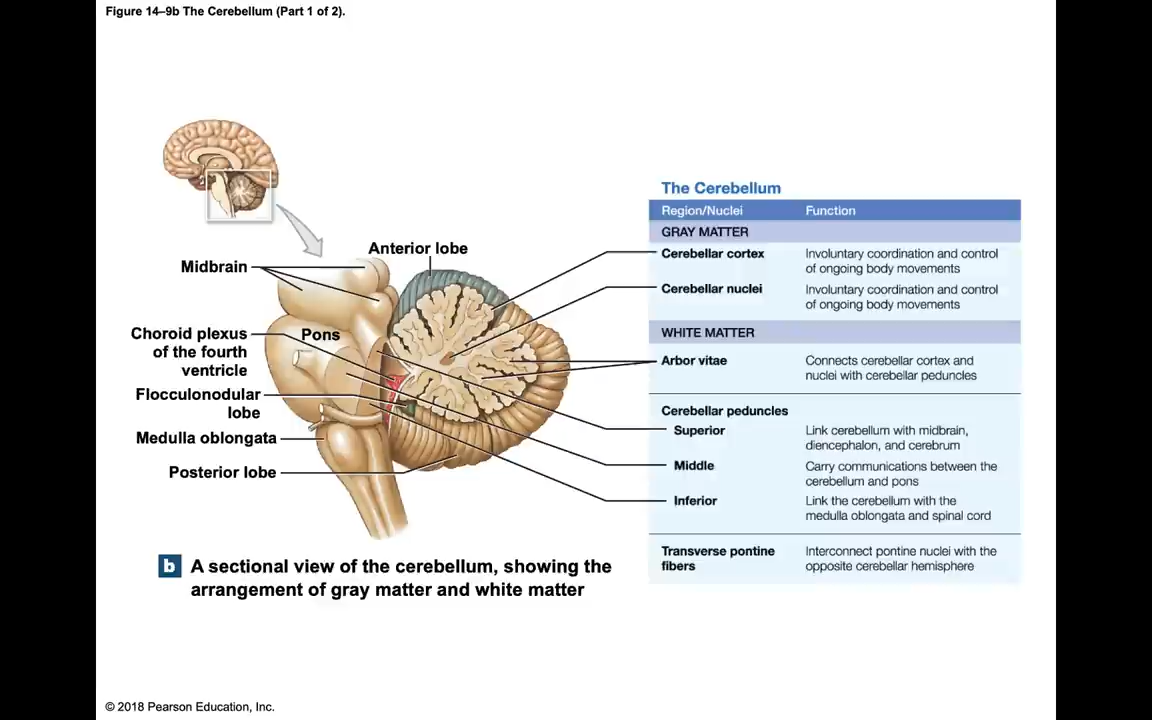 Figure 14–9b The Cerebellum (Part 1 of 2).
Anterior lobe
Midbrain
Choroid plexus
of the fourth
ventricle
Pons
Flocculonodular
lobe
Medulla oblongata
Posterior lobe
b A sectional view of the cerebellum, showing the
arrangement of gray matter and white matter
The Cerebellum
Region/Nuclei Function
GRAY MATTER
Cerebellar cortex Involuntary coordination and control
of ongoing body movements
Cerebellar nuclei Involuntary coordination and control
of ongoing body movements
WHITE MATTER
Arbor vitae Connects cerebellar cortex and
nuclei with cerebellar peduncles
Cerebellar peduncles
Superior Link cerebellum with midbrain,
diencephalon, and cerebrum
Middle Carry communications between the
cerebellum and pons
Inferior Link the cerebellum with the
medulla oblongata and spinal cord
Transverse pontine Interconnect pontine nuclei with the
fibers opposite cerebellar hemisphere
© 2018 Pearson Education, Inc.